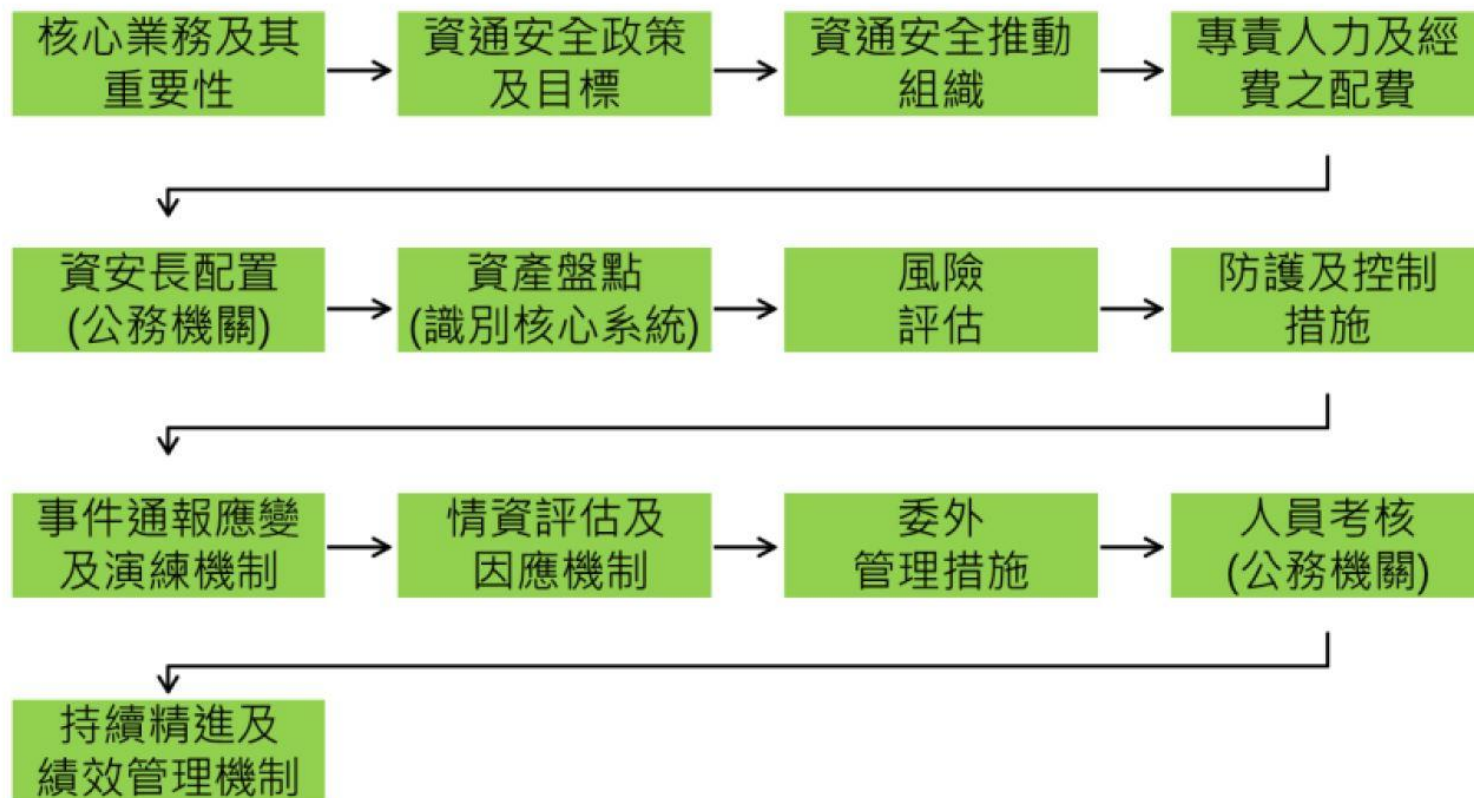 核心業務及其
重要性
資通安全政策
及目標
資通安全推動
組織
專責人力及經
費之配費
資安長配置
(公務機關)
資產盤點
(識別核心系統)
風險
評估
防護及控制
措施
事件通報應變
及演練機制
情資評估及
因應機制
委外
管理措施
人員考核
(公務機關)
持續精進及
績效管理機制